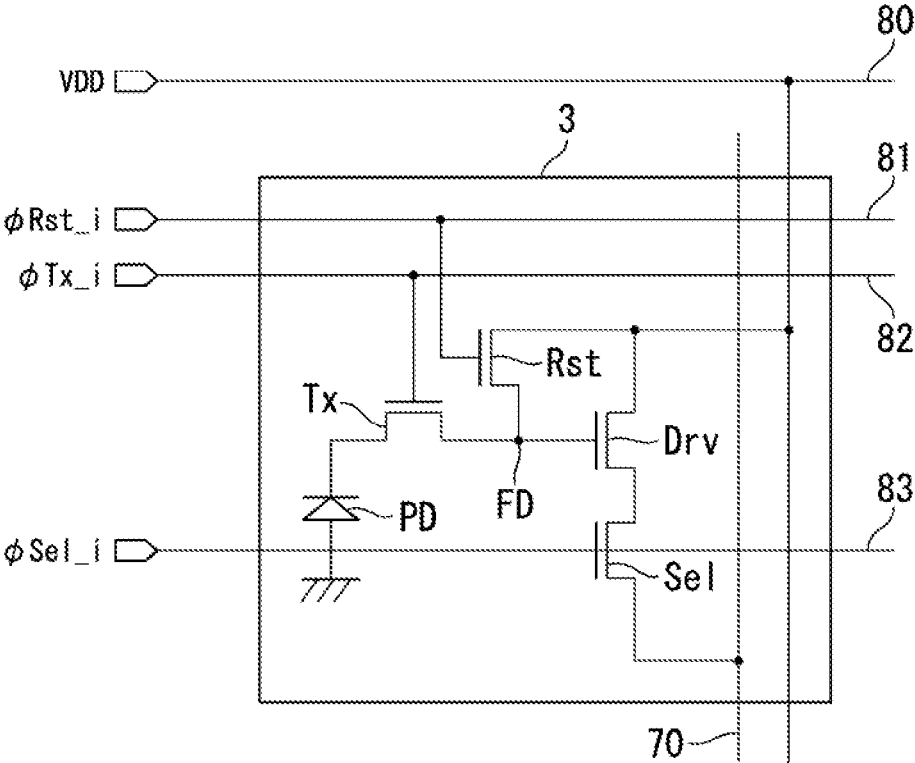 80
VDD
3
81
φRst_i
φTx_i
82
Rst
Tx
Drv
FD
PD
83
φSel_i
Sel
70